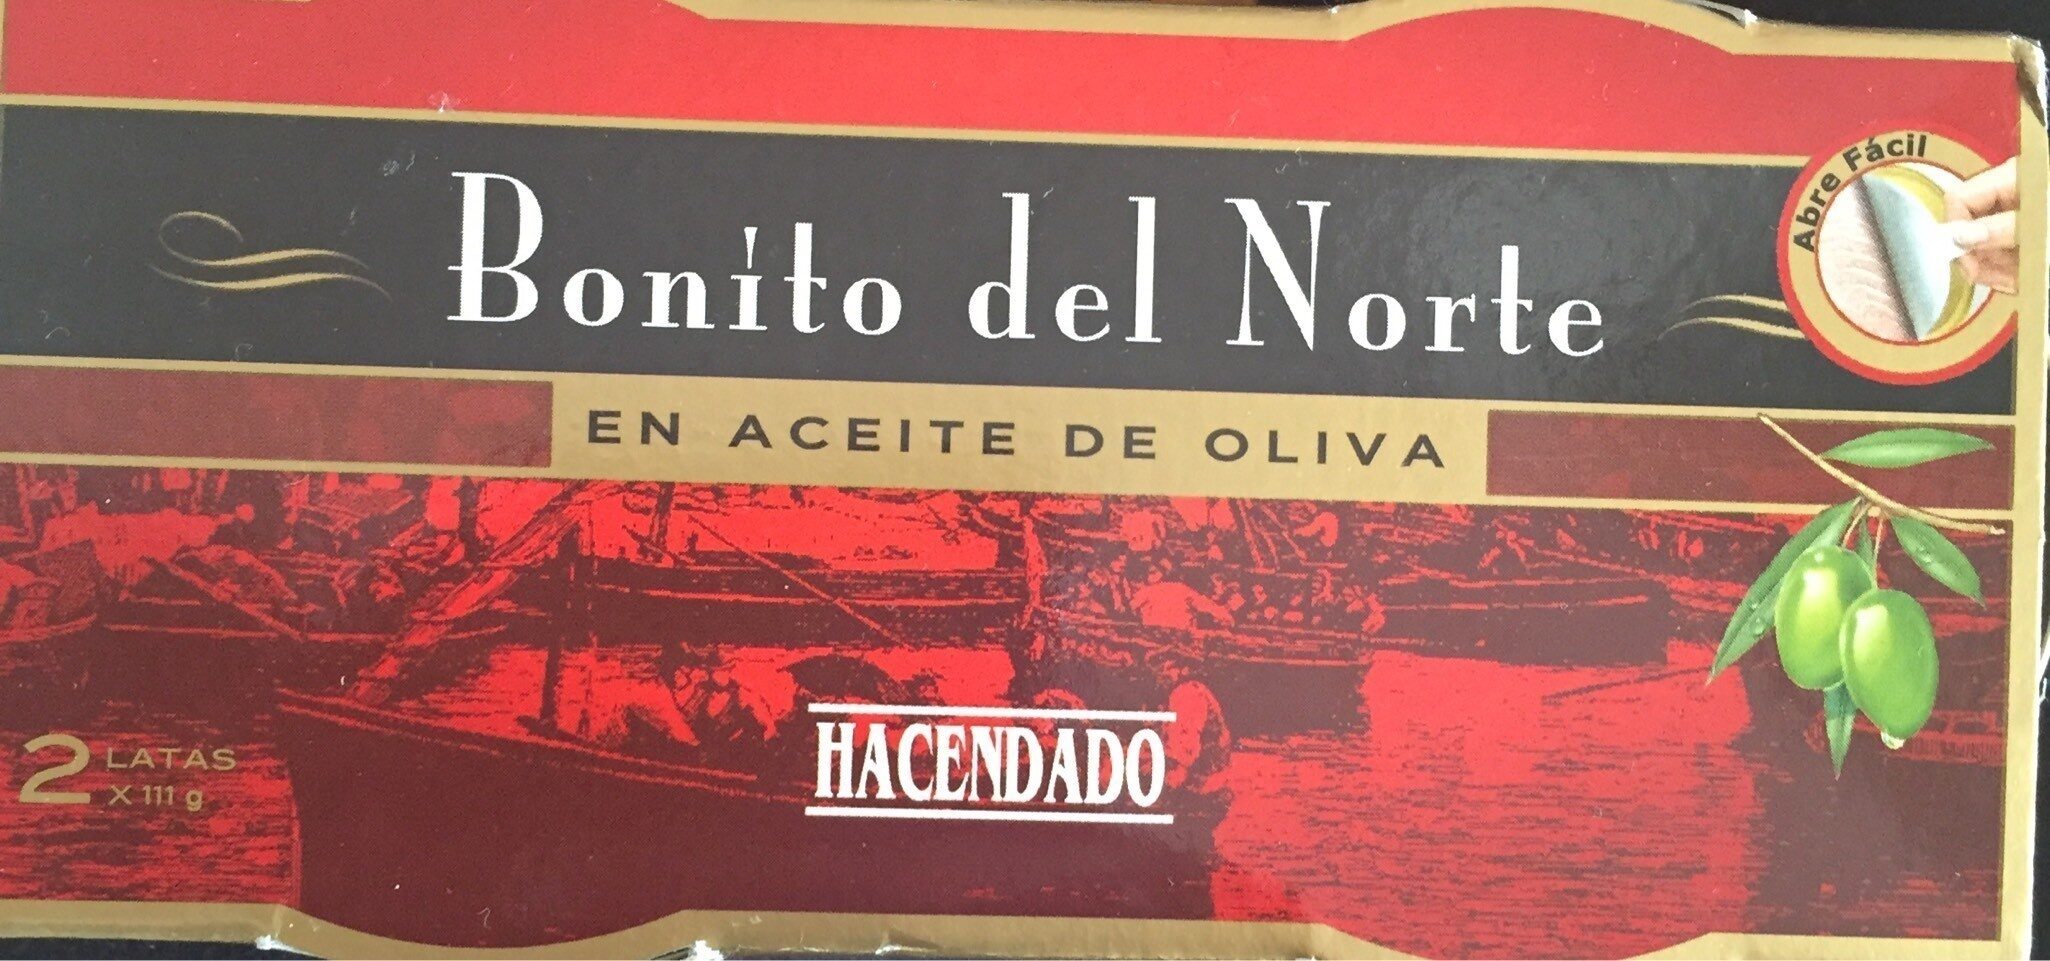 Abre Fácil
Bonito del Norte
EN ACEITE DE OLIVA
2 LATAS
X 111 g
HACENDADO